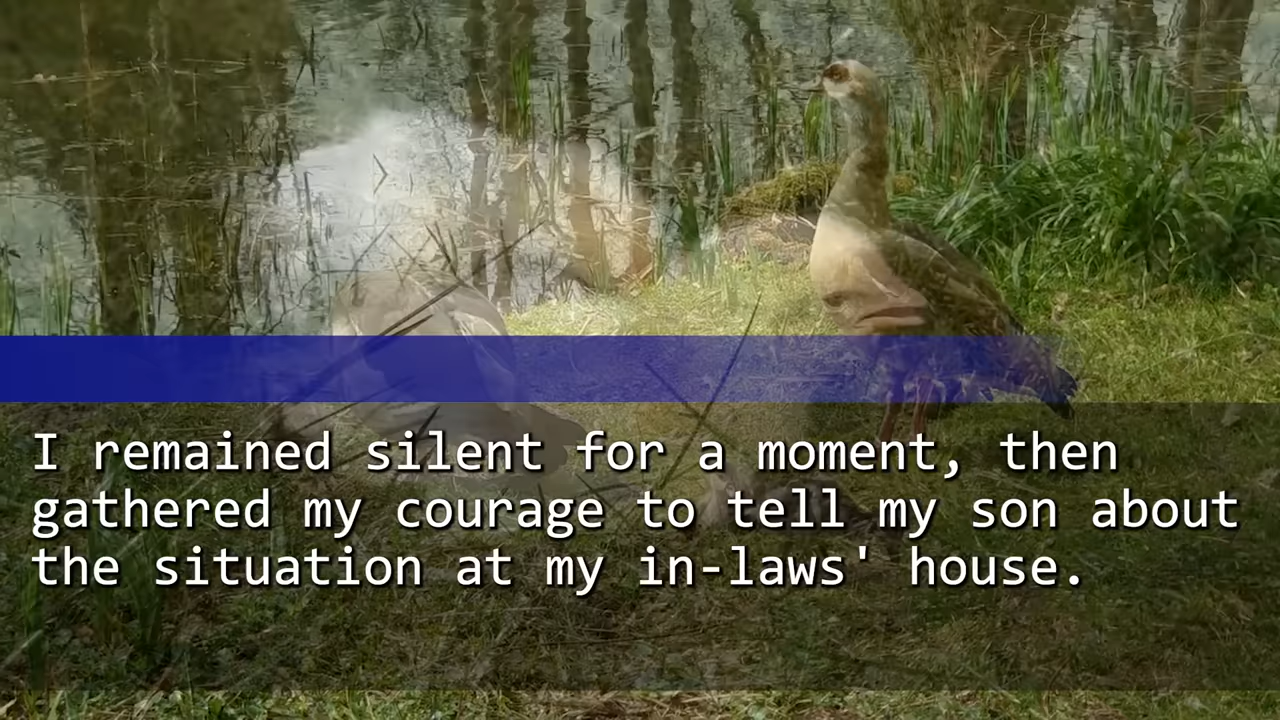 I remained silent for a moment, then
gathered my courage to tell my son about
the situation at my in-laws' house.